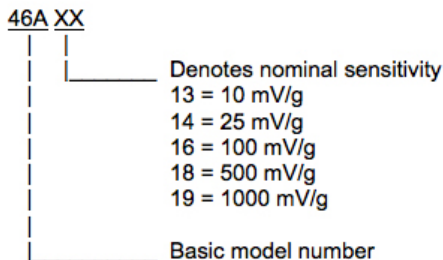 46A XX
Denotes nominal sensitivity
13 = 10 mV/g
14 = 25 mV/g
16 = 100 mV/g
18 = 500 mV/g
19 = 1000 mV/g
Basic model number